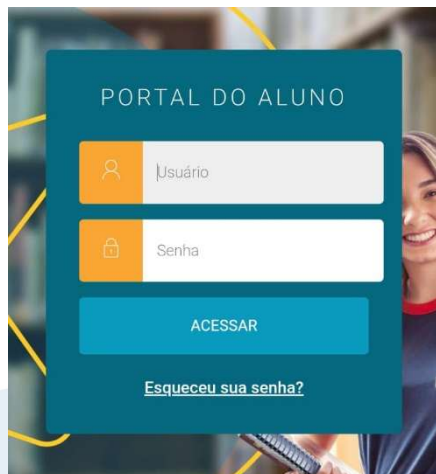 PORTAL DO ALUNO
Usuário
Senha
ACESSAR
Esqueceu sua senha?